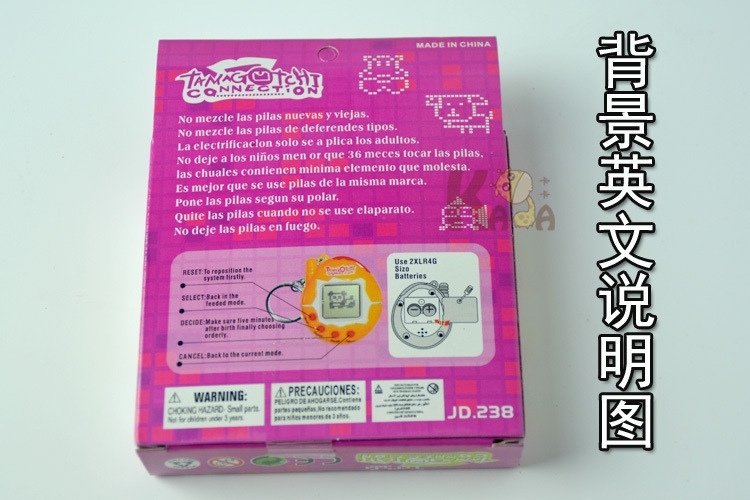 MADE IN CHINA
TAMAGOTCHI
CONNECTION
No mezcle las pilas nuevas y viejas.
No mezcle las pilas de deferendes tipos.
La electrificaclon solo se a plica los adultos.
No deje a los niños men or que 36 meces tocar las pilas,
las chuales contienen minima elemento que molesta.
Es mejor que se use pilas de la misma marca.
Pone las pilas segun su polar.
Quite las pilas cuando no se use elaparato.
No deje las pilas en fuego.
KABA
RESET:To reposition the
system firstly.
SELECT:Back in the
feeded mode.
DECIDE:Make sure five minutes
after birth finally choosing
orderly.
CANCEL:Back to the current mode.
TAMAGOTCHI
CONNECTION
Use 2XLR4G
Sizo
Batteries
WARNING:
CHOKING HAZARD- Small parts.
Not for children under 3 years.
PRECAUCIONES:
PELIGRO DE AHOGARSE.Contiene
partes pequeñas.No recomendado
para niños menores de 3 años.
JD.238
背景英文说明图